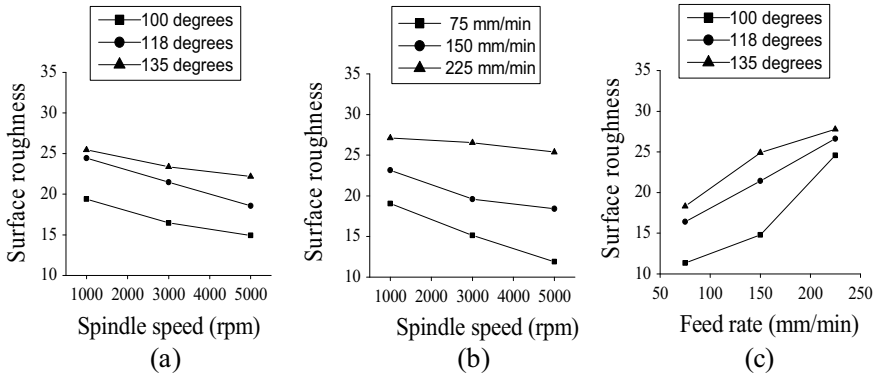 100 degrees
118 degrees
135 degrees
Surface roughness
35
30
25
20
15
10
1000 2000 3000 4000 5000
Spindle speed (rpm)
(a)
75 mm/min
150 mm/min
225 mm/min
Surface roughness
35
30
25
20
15
10
1000 2000 3000 4000 5000
Spindle speed (rpm)
(b)
100 degrees
118 degrees
135 degrees
Surface roughness
35
30
25
20
15
10
50 100 150 200 250
Feed rate (mm/min)
(c)